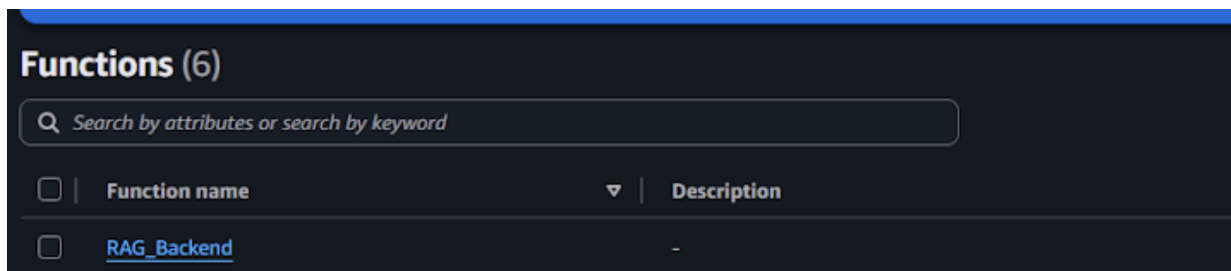 Functions (6)
Search by attributes or search by keyword
Function name Description
RAG_Backend -